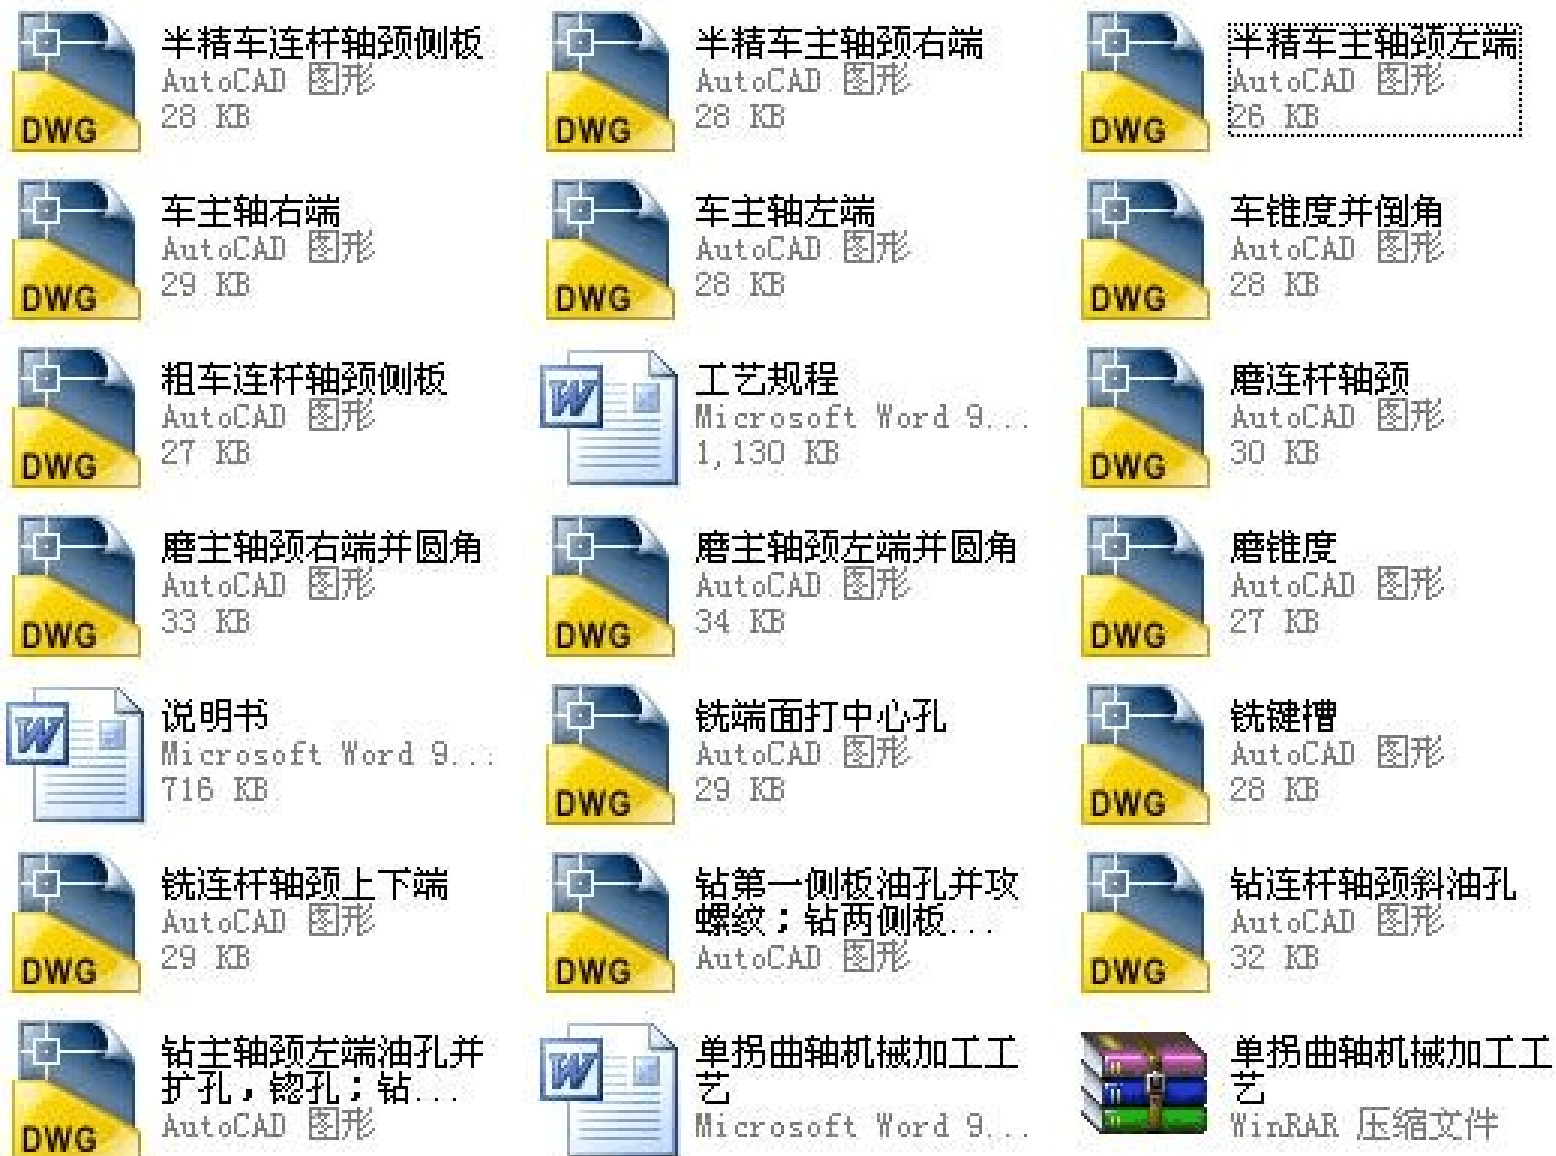 半精车连杆轴颈侧板
AutoCAD 图形
28 KB
DWG
半精车主轴颈右端
AutoCAD 图形
28 KB
DWG
半精车主轴颈左端
AutoCAD 图形
26 KB
DWG
车主轴右端
AutoCAD 图形
29 KB
DWG
车主轴左端
AutoCAD 图形
28 KB
DWG
车锥度并倒角
AutoCAD 图形
28 KB
DWG
粗车连杆轴颈侧板
AutoCAD 图形
27 KB
DWG
W
工艺规程
Microsoft Word 9...
1,130 KB
磨连杆轴颈
AutoCAD 图形
30 KB
DWG
磨主轴颈右端并圆角
AutoCAD 图形
33 KB
DWG
磨主轴颈左端并圆角
AutoCAD 图形
34 KB
DWG
磨锥度
AutoCAD 图形
27 KB
DWG
W
说明书
Microsoft Word 9...
716 KB
铣端面打中心孔
AutoCAD 图形
29 KB
DWG
铣键槽
AutoCAD 图形
28 KB
DWG
铣连杆轴颈上下端
AutoCAD 图形
29 KB
DWG
钻第一侧板油孔并攻
螺纹；钻两侧板...
AutoCAD 图形
DWG
钻连杆轴颈斜油孔
AutoCAD 图形
32 KB
DWG
钻主轴颈左端油孔并
扩孔，锪孔；钻...
AutoCAD 图形
DWG
W
单拐曲轴机械加工工
艺
Microsoft Word 9...
单拐曲轴机械加工工
艺
WinRAR 压缩文件